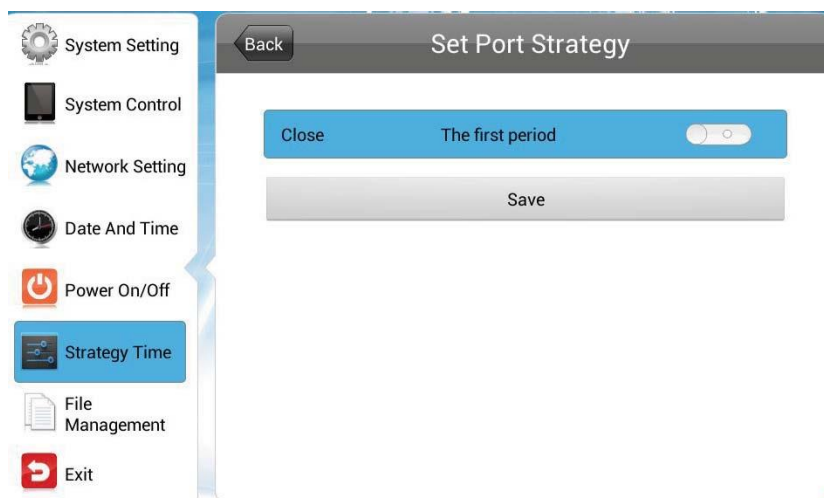 System Setting
System Control
Network Setting
Date And Time
Power On/Off
Strategy Time
File
Management
Exit
Back
Set Port Strategy
Close The first period
Save